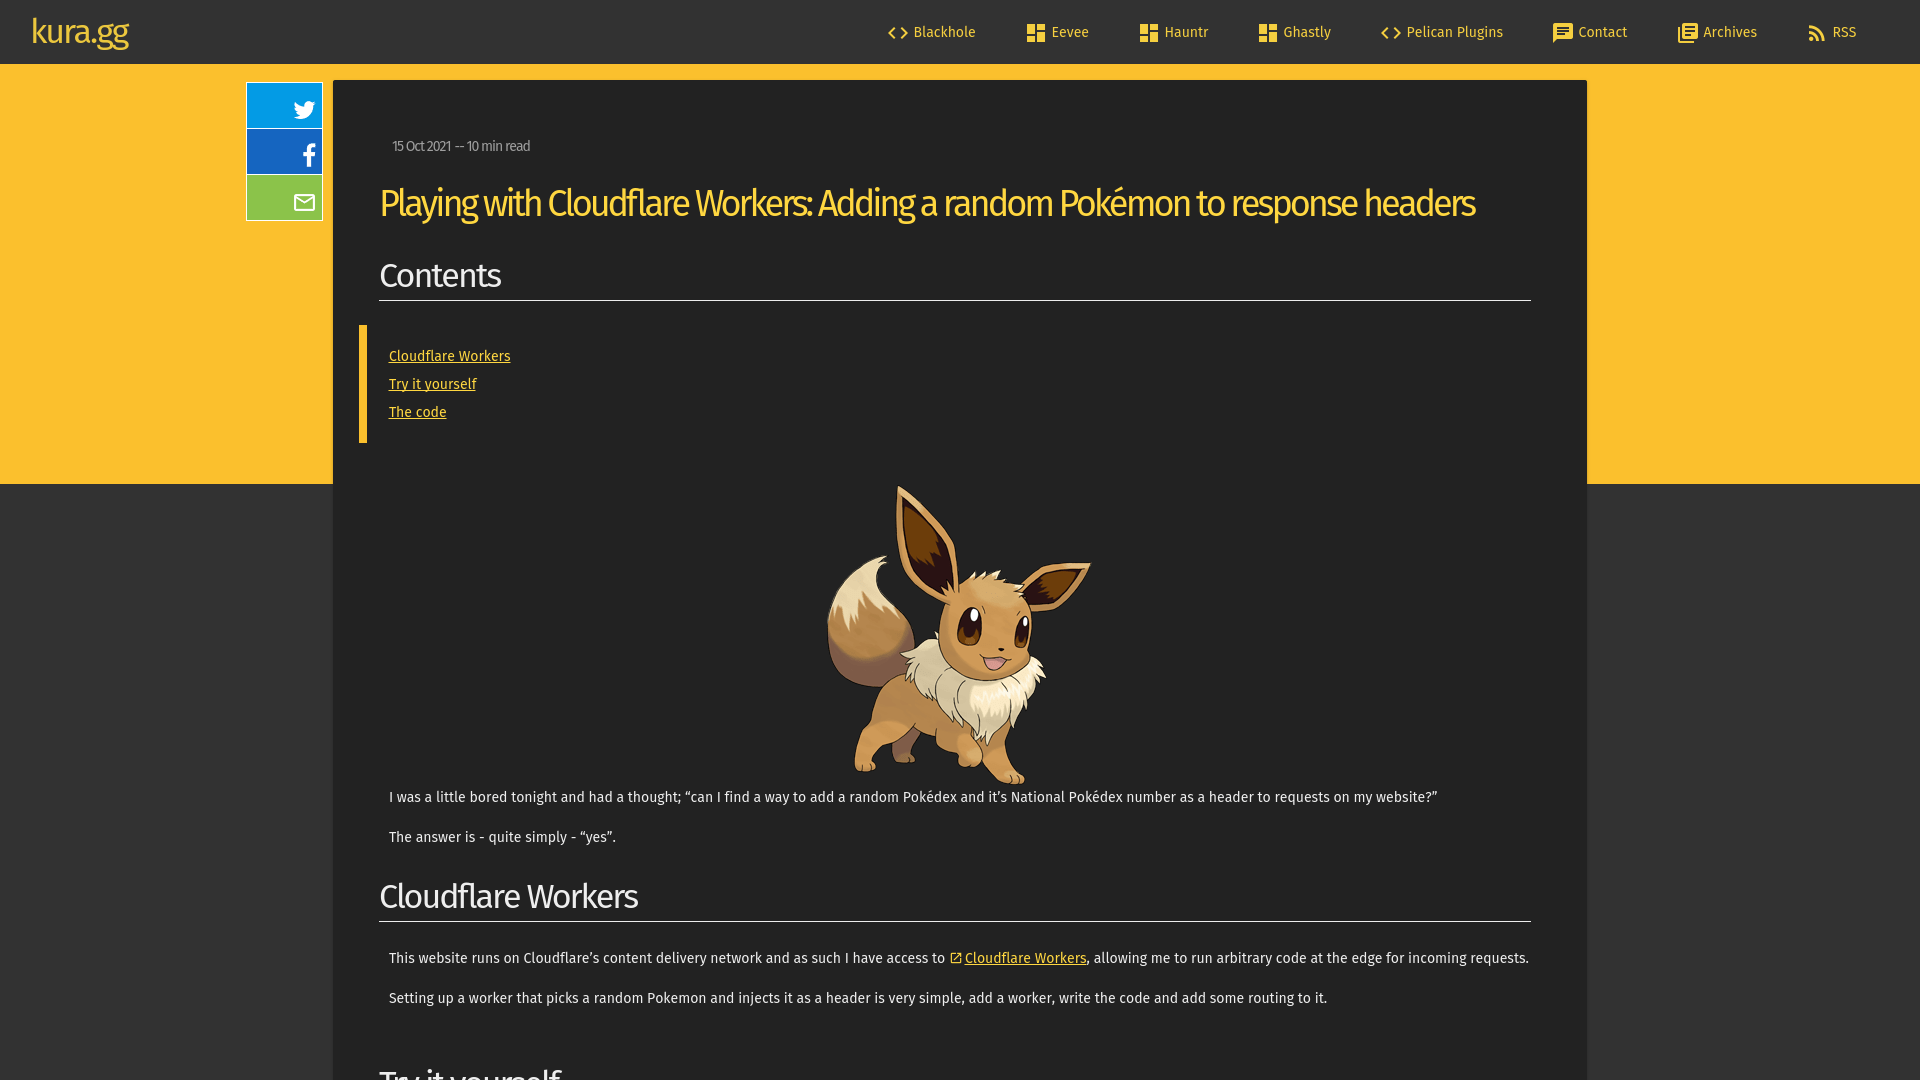 kura.gg
Blackhole
Eevee
Hauntr
Ghastly
Pelican Plugins
Contact
Archives
RSS
15 Oct 2021 -- 10 min read
Playing with Cloudflare Workers: Adding a random Pokémon to response headers
Contents
Cloudflare Workers
Try it yourself
The code
I was a little bored tonight and had a thought; “can I find a way to add a random Pokédex and it’s National Pokédex number as a header to requests on my website?”
The answer is - quite simply - “yes”.
Cloudflare Workers
This website runs on Cloudflare’s content delivery network and as such I have access to Cloudflare Workers, allowing me to run arbitrary code at the edge for incoming requests.
Setting up a worker that picks a random Pokemon and injects it as a header is very simple, add a worker, write the code and add some routing to it.
Try it yourself